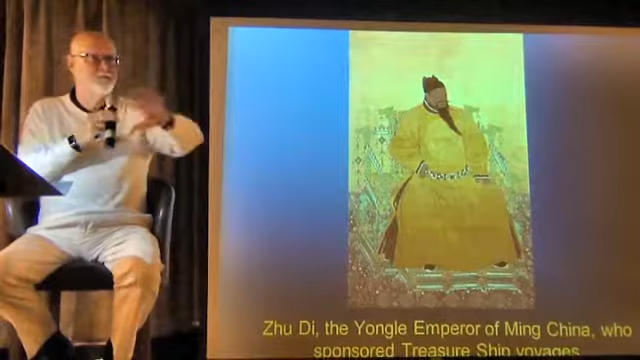 Zhu Di, the Yongle Emperor of Ming China, who
sponsored Treasure Ship voyages